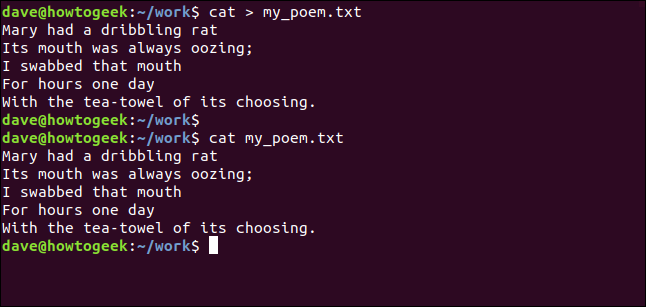 dave@howtogeek:~/work$ cat > my_poem.txt
Mary had a dribbling rat
Its mouth was always oozing;
I swabbed that mouth
For hours one day
With the tea-towel of its choosing.
dave@howtogeek:~/work$
dave@howtogeek:~/work$ cat my_poem.txt
Mary had a dribbling rat
Its mouth was always oozing;
I swabbed that mouth
For hours one day
With the tea-towel of its choosing.
dave@howtogeek:~/work$